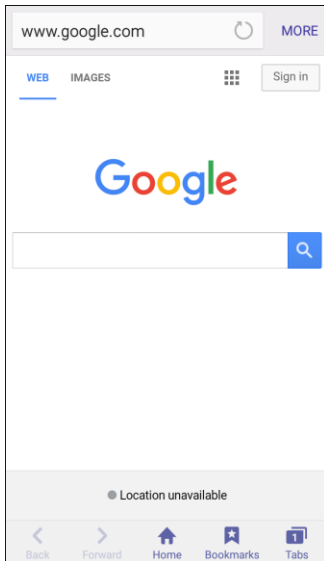 www.google.com MORE
WEB IMAGES Sign in
Google
Location unavailable
1
Back Forward Home Bookmarks Tabs